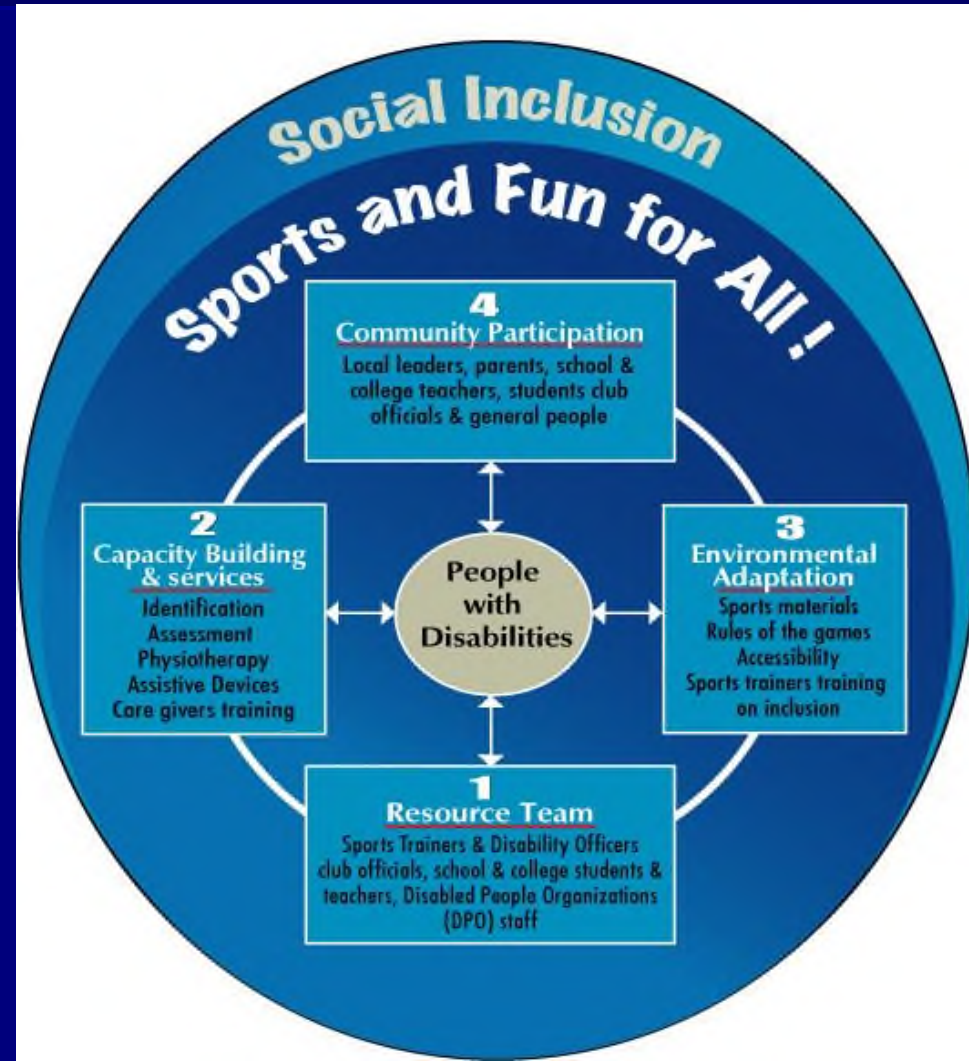 Social Inclusion
Sports and Fun for All !
4
Community Participation
Local leaders, parents, school &
college teachers, students club
officials & general people
2
Capacity Building
& services
Identification
Assessment
Physiotherapy
Assistive Devices
Care givers training
People
with
Disabilities
3
Environmental
Adaptation
Sports materials
Rules of the games
Accessibility
Sports trainers training
on inclusion
1
Resource Team
Sports Trainers & Disability Officers
club officials, school & college students &
teachers, Disabled People Organizations
(DPO) staff